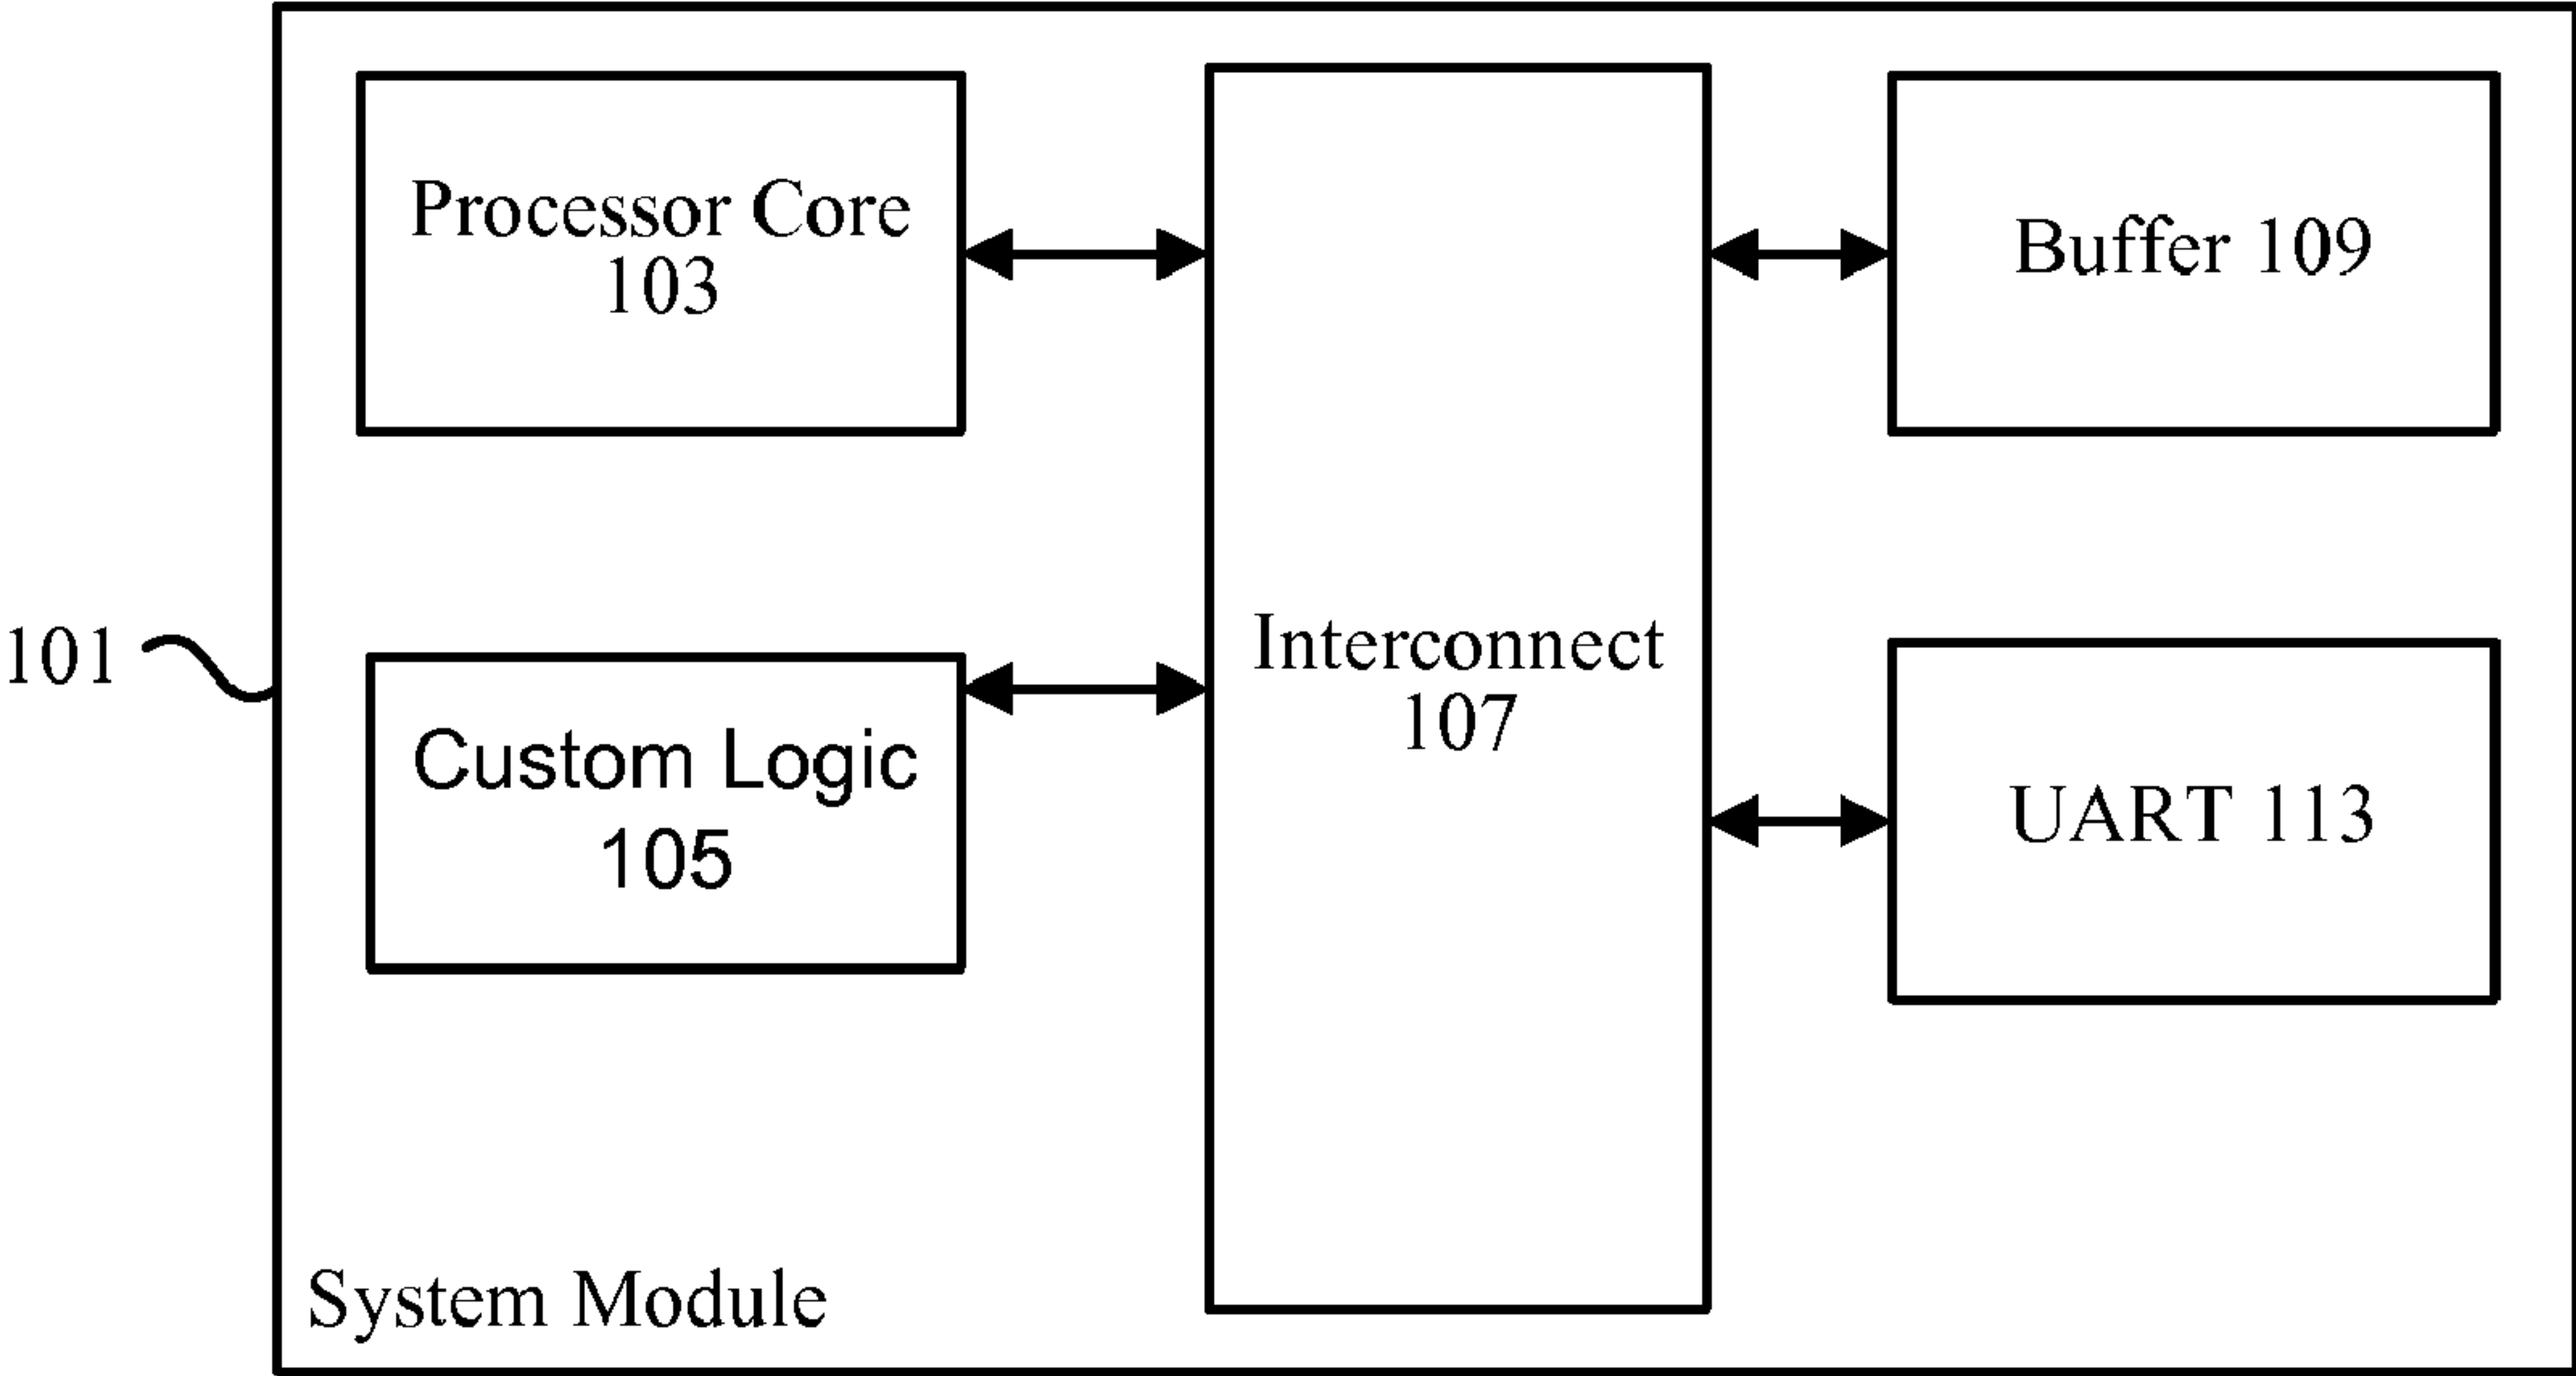 Processor Core
103
Buffer 109
101
Custom Logic
105
Interconnect
107
UART 113
System Module